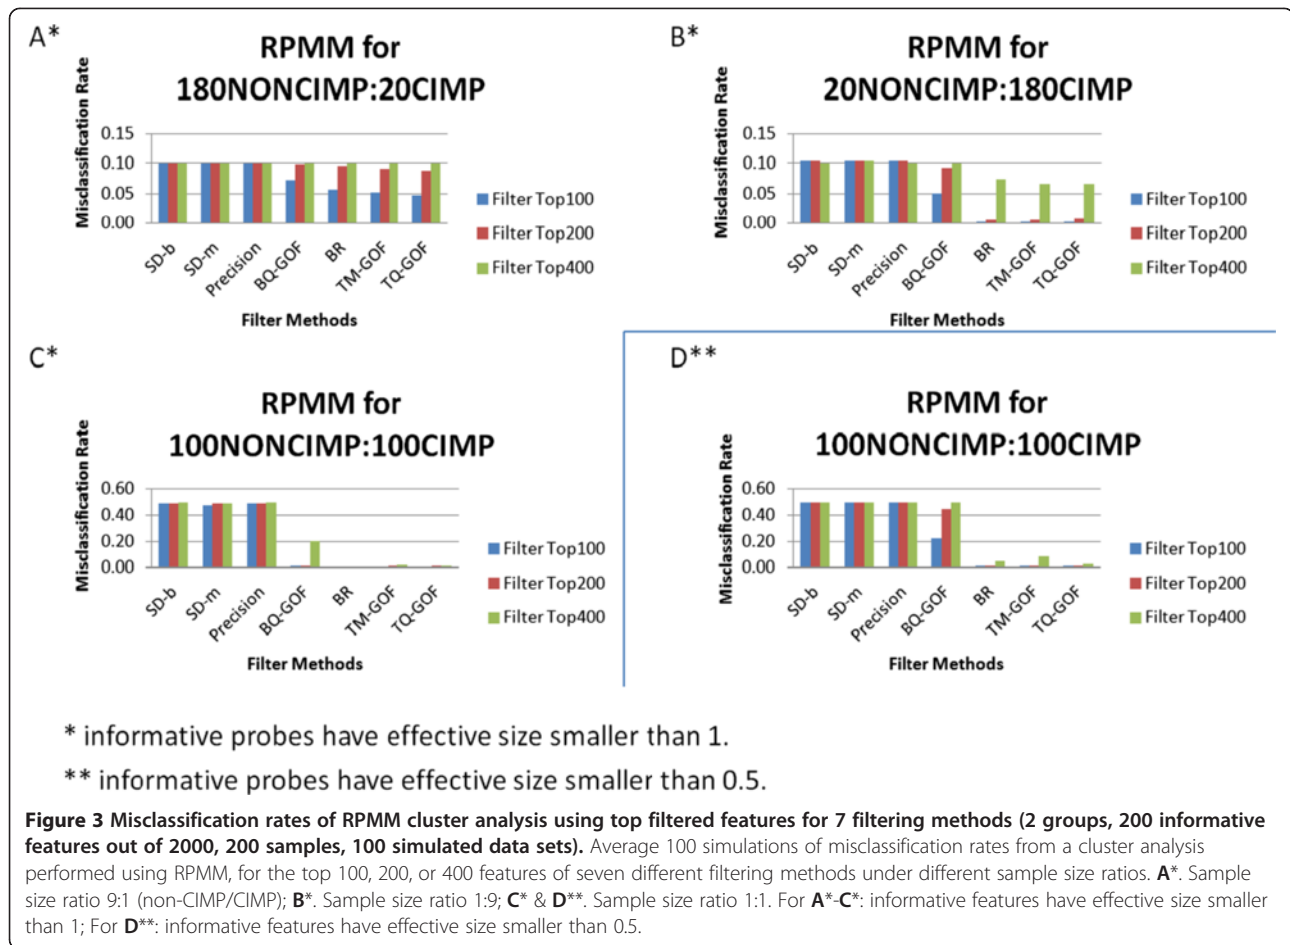 A*
RPMM for
180NONCIMP:20CIMP
Misclassification Rate
0.15
0.10
0.05
0.00
SD-b
SD-m
Precision
BQ-GOF
BR
TM-GOF
TQ-GOF
Filter Methods
Filter Top100
Filter Top200
Filter Top400
B*
RPMM for
20NONCIMP:180CIMP
Misclassification Rate
0.15
0.10
0.05
0.00
SD-b
SD-m
Precision
BQ-GOF
BR
TM-GOF
TQ-GOF
Filter Methods
Filter Top100
Filter Top200
Filter Top400
C*
RPMM for
100NONCIMP:100CIMP
Misclassification Rate
0.60
0.40
0.20
0.00
SD-b
SD-m
Precision
BQ-GOF
BR
TM-GOF
TQ-GOF
Filter Methods
Filter Top100
Filter Top200
Filter Top400
D**
RPMM for
100NONCIMP:100CIMP
Misclassification Rate
0.60
0.40
0.20
0.00
SD-b
SD-m
Precision
BQ-GOF
BR
TM-GOF
TQ-GOF
Filter Methods
Filter Top100
Filter Top200
Filter Top400
* informative probes have effective size smaller than 1.
** informative probes have effective size smaller than 0.5.
Figure 3 Misclassification rates of RPMM cluster analysis using top filtered features for 7 filtering methods (2 groups, 200 informative
features out of 2000, 200 samples, 100 simulated data sets). Average 100 simulations of misclassification rates from a cluster analysis
performed using RPMM, for the top 100, 200, or 400 features of seven different filtering methods under different sample size ratios. A*. Sample
size ratio 9:1 (non-CIMP/CIMP); B*. Sample size ratio 1:9; C* & D**. Sample size ratio 1:1. For A*-C*: informative features have effective size smaller
than 1; For D**: informative features have effective size smaller than 0.5.